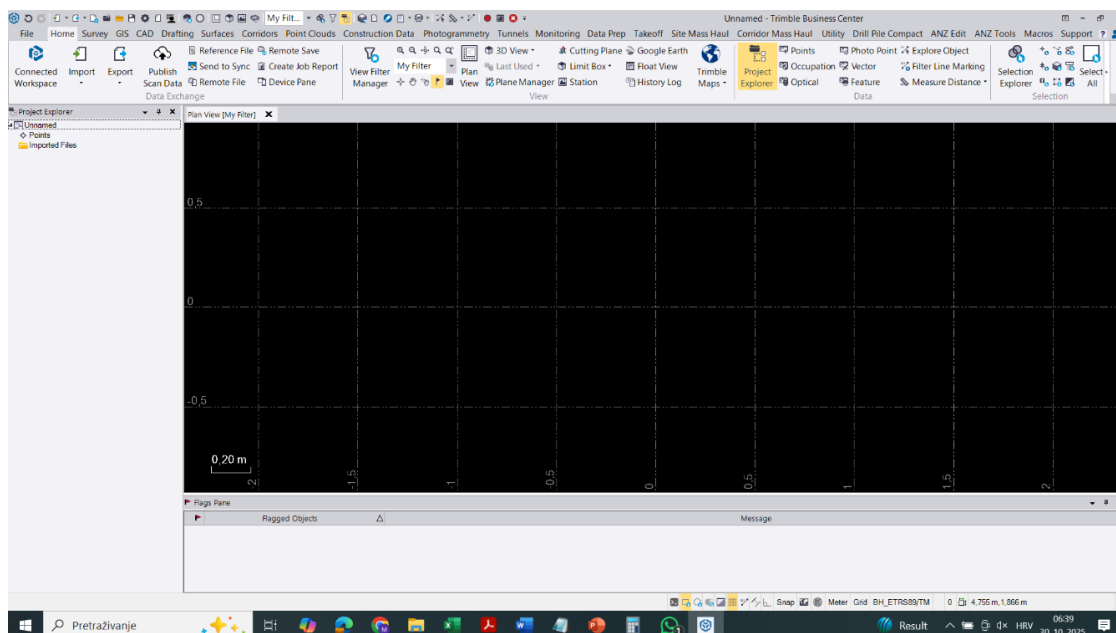 My Filt... Unnamed - Trimble Business Center
File Home Survey GIS CAD Drafting Surfaces Corridors Point Clouds Construction Data Photogrammetry Tunnels Monitoring Data Prep Takeoff Site Mass Haul Corridor Mass Haul Utility Drill Pile Compact ANZ Edit ANZ Tools Macros Support ?
Reference File Remote Save My Filter 3D View Cutting Plane Google Earth Points Photo Point Explore Object
Send to Sync Create Job Report Last Used Limit Box Float View Occupation Vector Filter Line Marking
Remote File Device Pane Plane Manager Station History Log Optical Feature Measure Distance
Connected Workspace Import Export Publish Scan Data View Filter Manager Plan View Trimble Maps Project Explorer Selection Explorer Select All
Data Exchange View Data Selection
Project Explorer
Unnamed
Points
Imported Files
Plan View [My Filter]
0,5
0
-0,5
0,20 m
-2 -1,5 -1 -0,5 0 0,5 1 1,5 2
Flags Pane
Flagged Objects Message
Snap Meter Grid BH_ETRS89/TM 0 4,755 m,1,866 m
Pretraživanje Result HRV 06:39
30.10.2025.